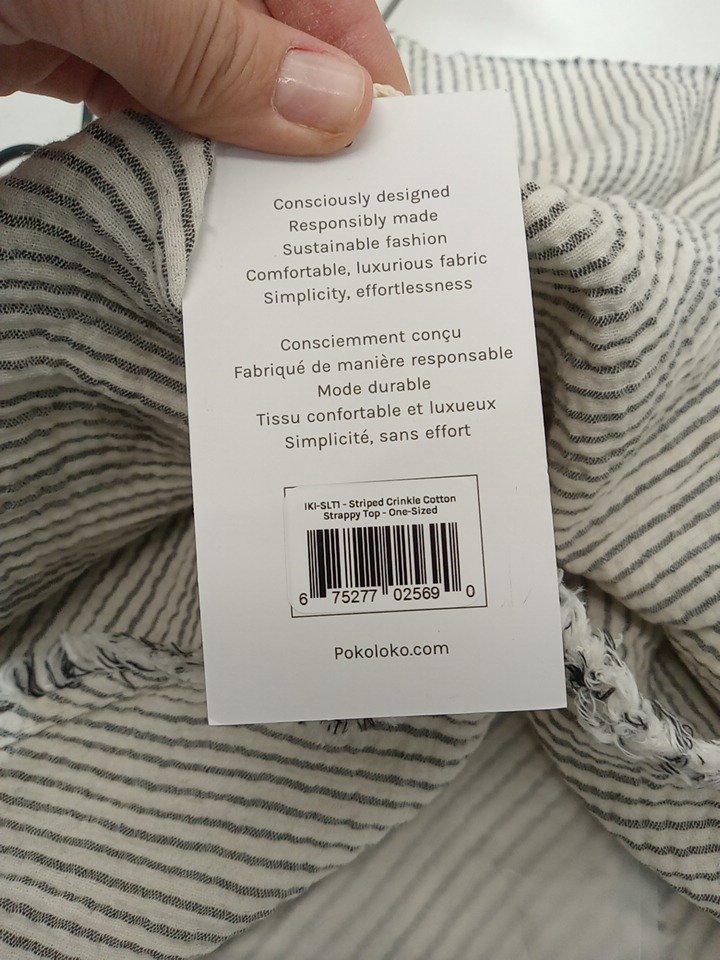 Consciously designed
Responsibly made
Sustainable fashion
Comfortable, luxurious fabric
Simplicity, effortlessness
Consciemment conçu
Fabriqué de manière responsable
Mode durable
Tissu confortable et luxueux
Simplicité, sans effort
IKI-SLT1 - Striped Crinkle Cotton
Strappy Top - One-Sized
6 75277 02569 0
Pokoloko.com